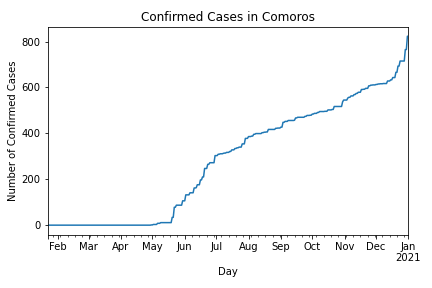 Confirmed Cases in Comoros
Number of Confirmed Cases
800
600
400
200
0
Feb Mar Apr May Jun Jul Aug Sep Oct Nov Dec Jan
2021
Day